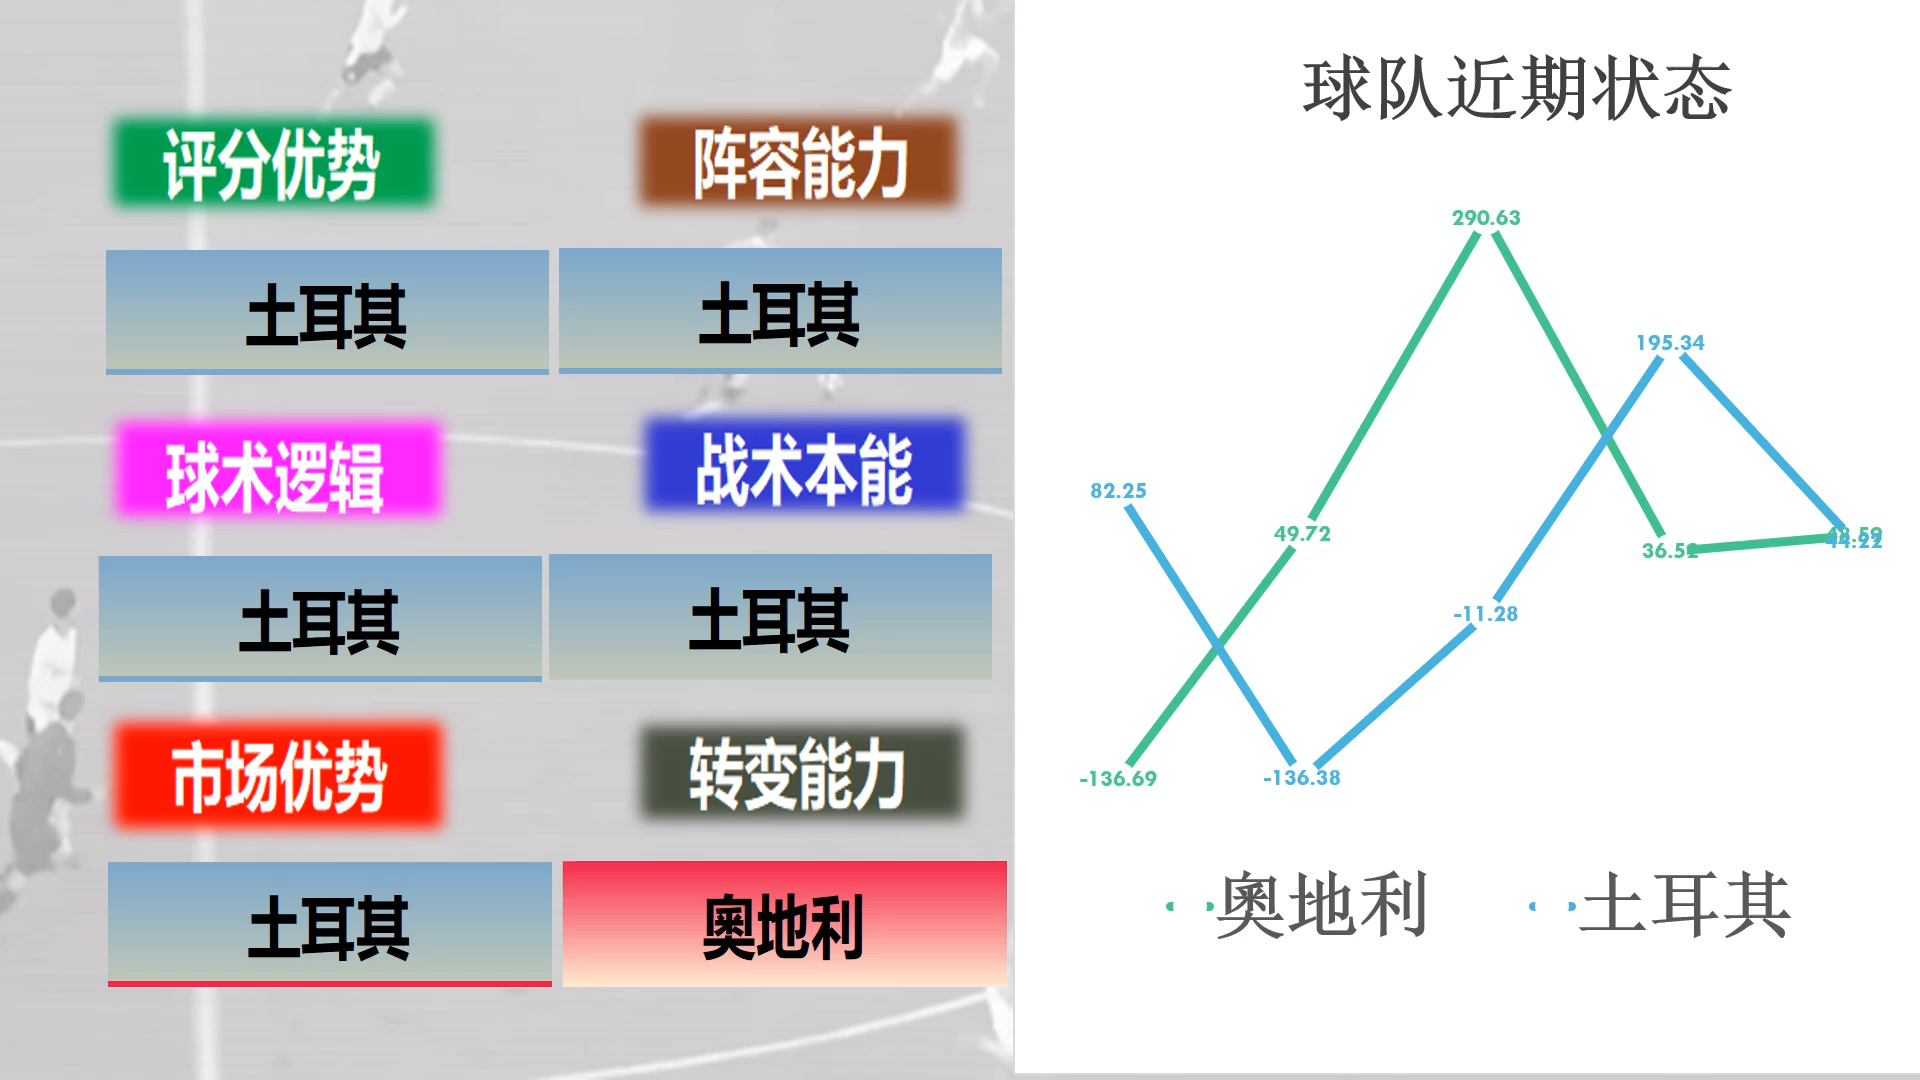 评分优势
阵容能力
土耳其
土耳其
球术逻辑
战术本能
土耳其
土耳其
市场优势
转变能力
土耳其
奥地利
球队近期状态
290.63
195.34
82.25
49.72
36.52
44.22
-11.28
-136.69
-136.38
奥地利
土耳其